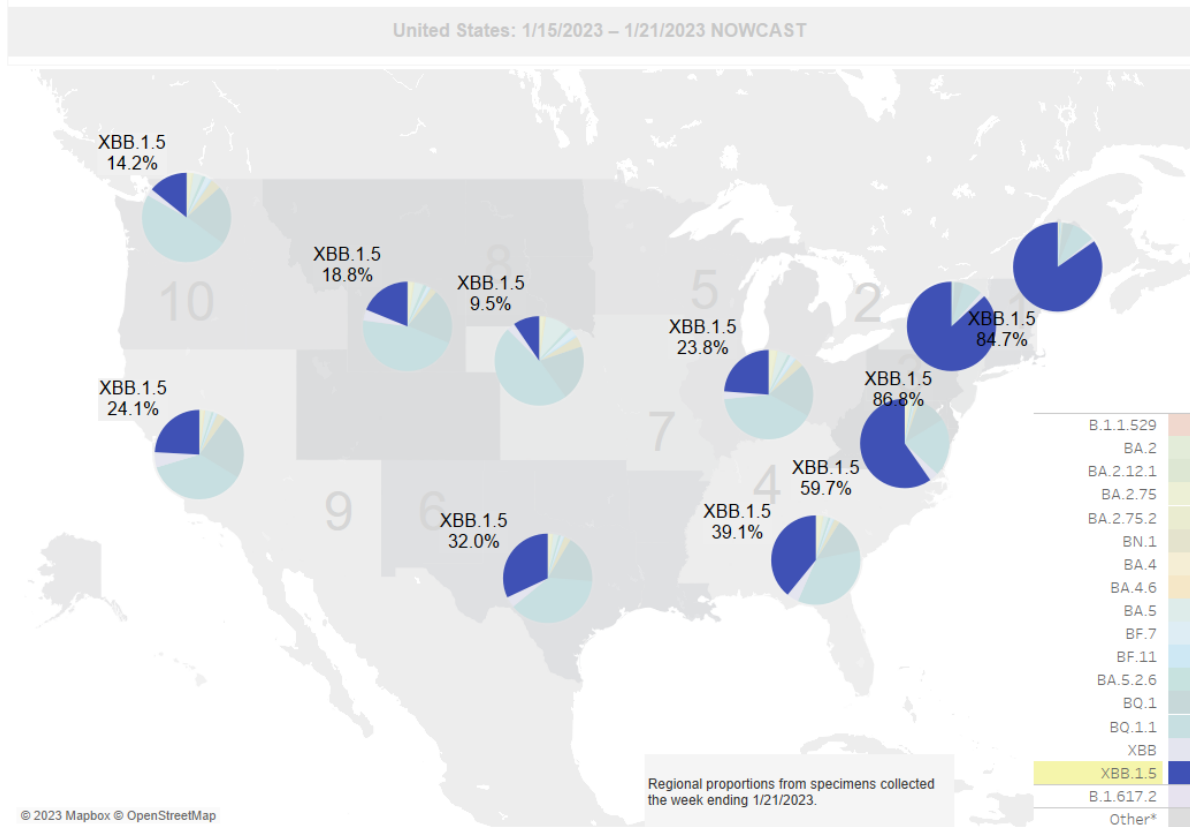 United States: 1/15/2023 – 1/21/2023 NOWCAST
XBB.1.5
14.2%
XBB.1.5
18.8%
8
XBB.1.5
9.5%
10
5
2
1
XBB.1.5
84.7%
XBB.1.5
23.8%
XBB.1.5
86.8%
XBB.1.5
24.1%
7
XBB.1.5
59.7%
4
XBB.1.5
39.1%
9
6
XBB.1.5
32.0%
B.1.1.529
BA.2
BA.2.12.1
BA.2.75
BA.2.75.2
BN.1
BA.4
BA.4.6
BA.5
BF.7
BF.11
BA.5.2.6
BQ.1
BQ.1.1
XBB
XBB.1.5
B.1.617.2
Other*
Regional proportions from specimens collected
the week ending 1/21/2023.
© 2023 Mapbox © OpenStreetMap